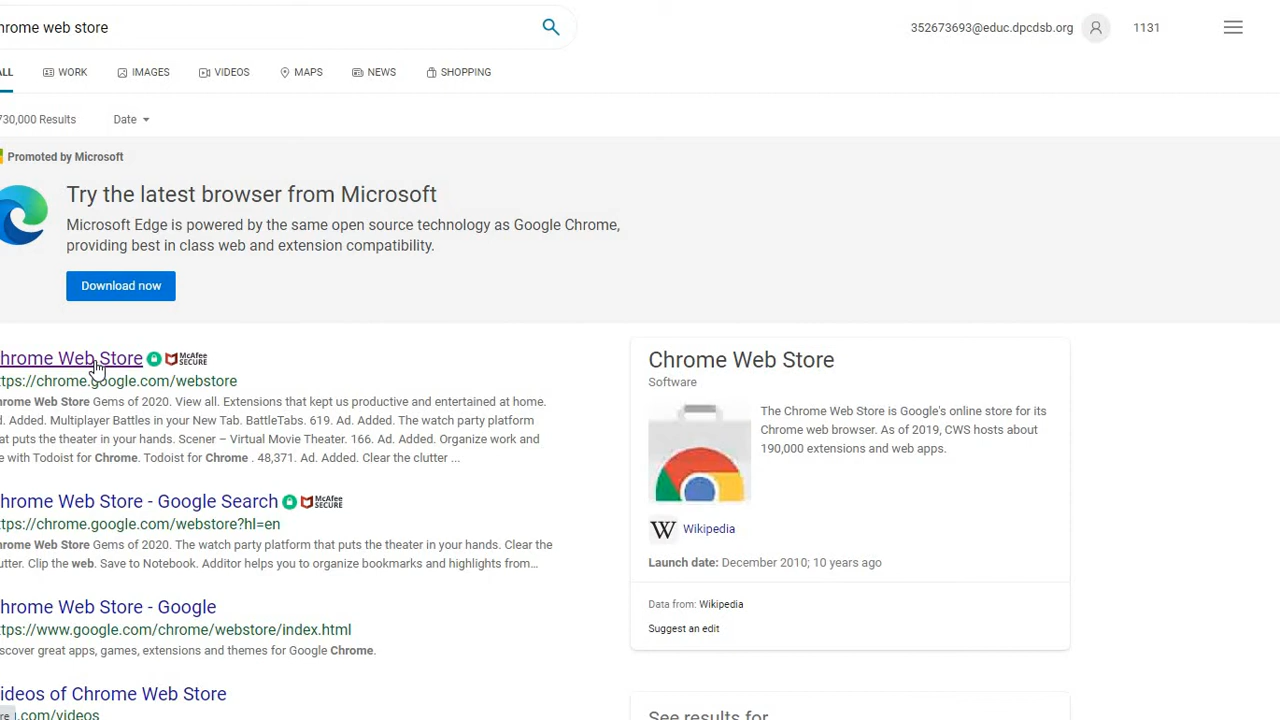 hrome web store
352673693@educ.dpcdsb.org
1131
ALL
WORK
IMAGES
VIDEOS
MAPS
NEWS
SHOPPING
730,000 Results
Date
Promoted by Microsoft
Try the latest browser from Microsoft
Microsoft Edge is powered by the same open source technology as Google Chrome,
providing best in class web and extension compatibility.
Download now
hrome Web Store
McAfee
SECURE
ttps://chrome.google.com/webstore
hrome Web Store Gems of 2020. View all. Extensions that kept us productive and entertained at home.
d. Added. Multiplayer Battles in your New Tab. BattleTabs. 619. Ad. Added. The watch party platform
at puts the theater in your hands. Scener – Virtual Movie Theater. 166. Ad. Added. Organize work and
e with Todoist for Chrome. Todoist for Chrome . 48,371. Ad. Added. Clear the clutter ...
hrome Web Store - Google Search
McAfee
SECURE
ttps://chrome.google.com/webstore?hl=en
hrome Web Store Gems of 2020. The watch party platform that puts the theater in your hands. Clear the
utter. Clip the web. Save to Notebook. Additor helps you to organize bookmarks and highlights from…
hrome Web Store - Google
ttps://www.google.com/chrome/webstore/index.html
scover great apps, games, extensions and themes for Google Chrome.
ideos of Chrome Web Store
.com/videos
Chrome Web Store
Software
The Chrome Web Store is Google's online store for its
Chrome web browser. As of 2019, CWS hosts about
190,000 extensions and web apps.
W Wikipedia
Launch date: December 2010; 10 years ago
Data from: Wikipedia
Suggest an edit
See results for